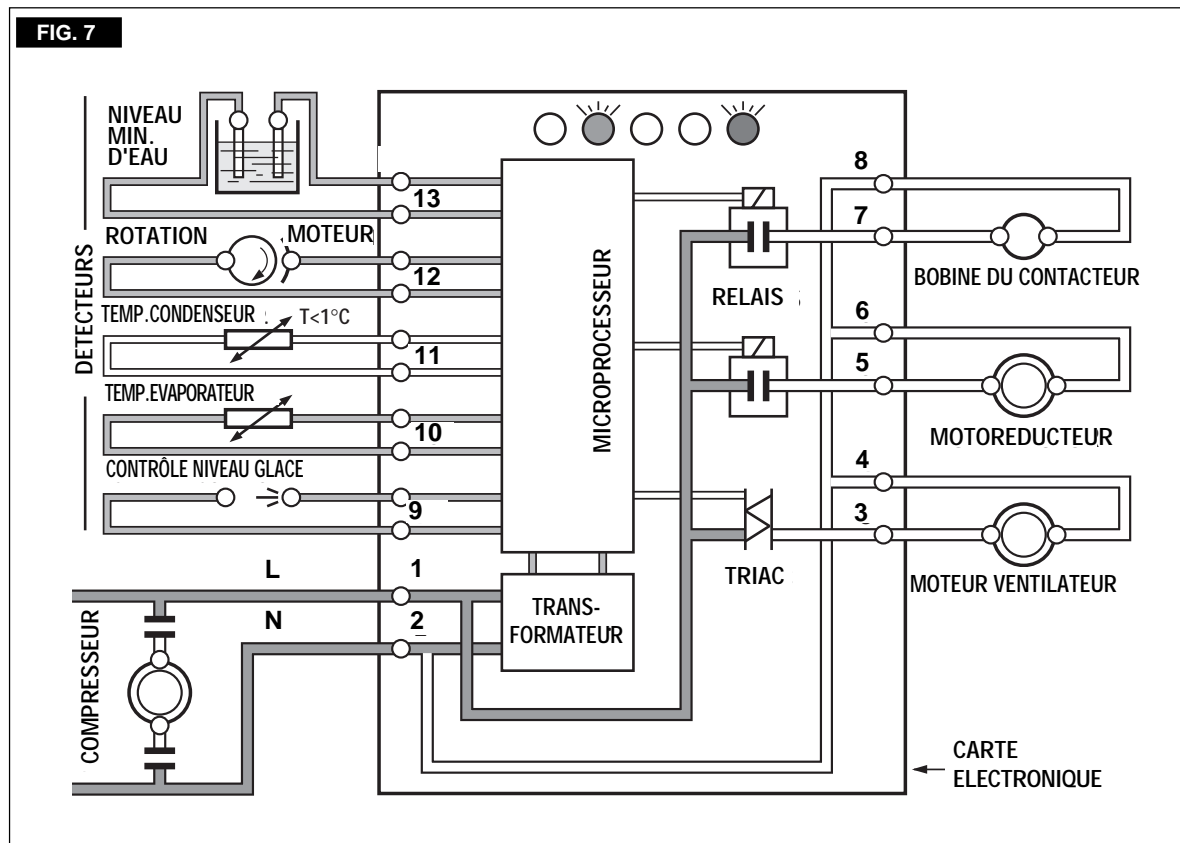 FIG. 7
NIVEAU
MIN.
D'EAU
13
ROTATION MOTEUR
12
TEMP.CONDENSEUR T<1°C
11
TEMP.EVAPORATEUR
10
CONTRÔLE NIVEAU GLACE
9
DETECTEURS
L
1
N
2
COMPRESSEUR
MICROPROCESSEUR
TRANS-
FORMATEUR
RELAIS
TRIAC
8
7
BOBINE DU CONTACTEUR
6
5
MOTOREDUCTEUR
4
3
MOTEUR VENTILATEUR
CARTE
ELECTRONIQUE